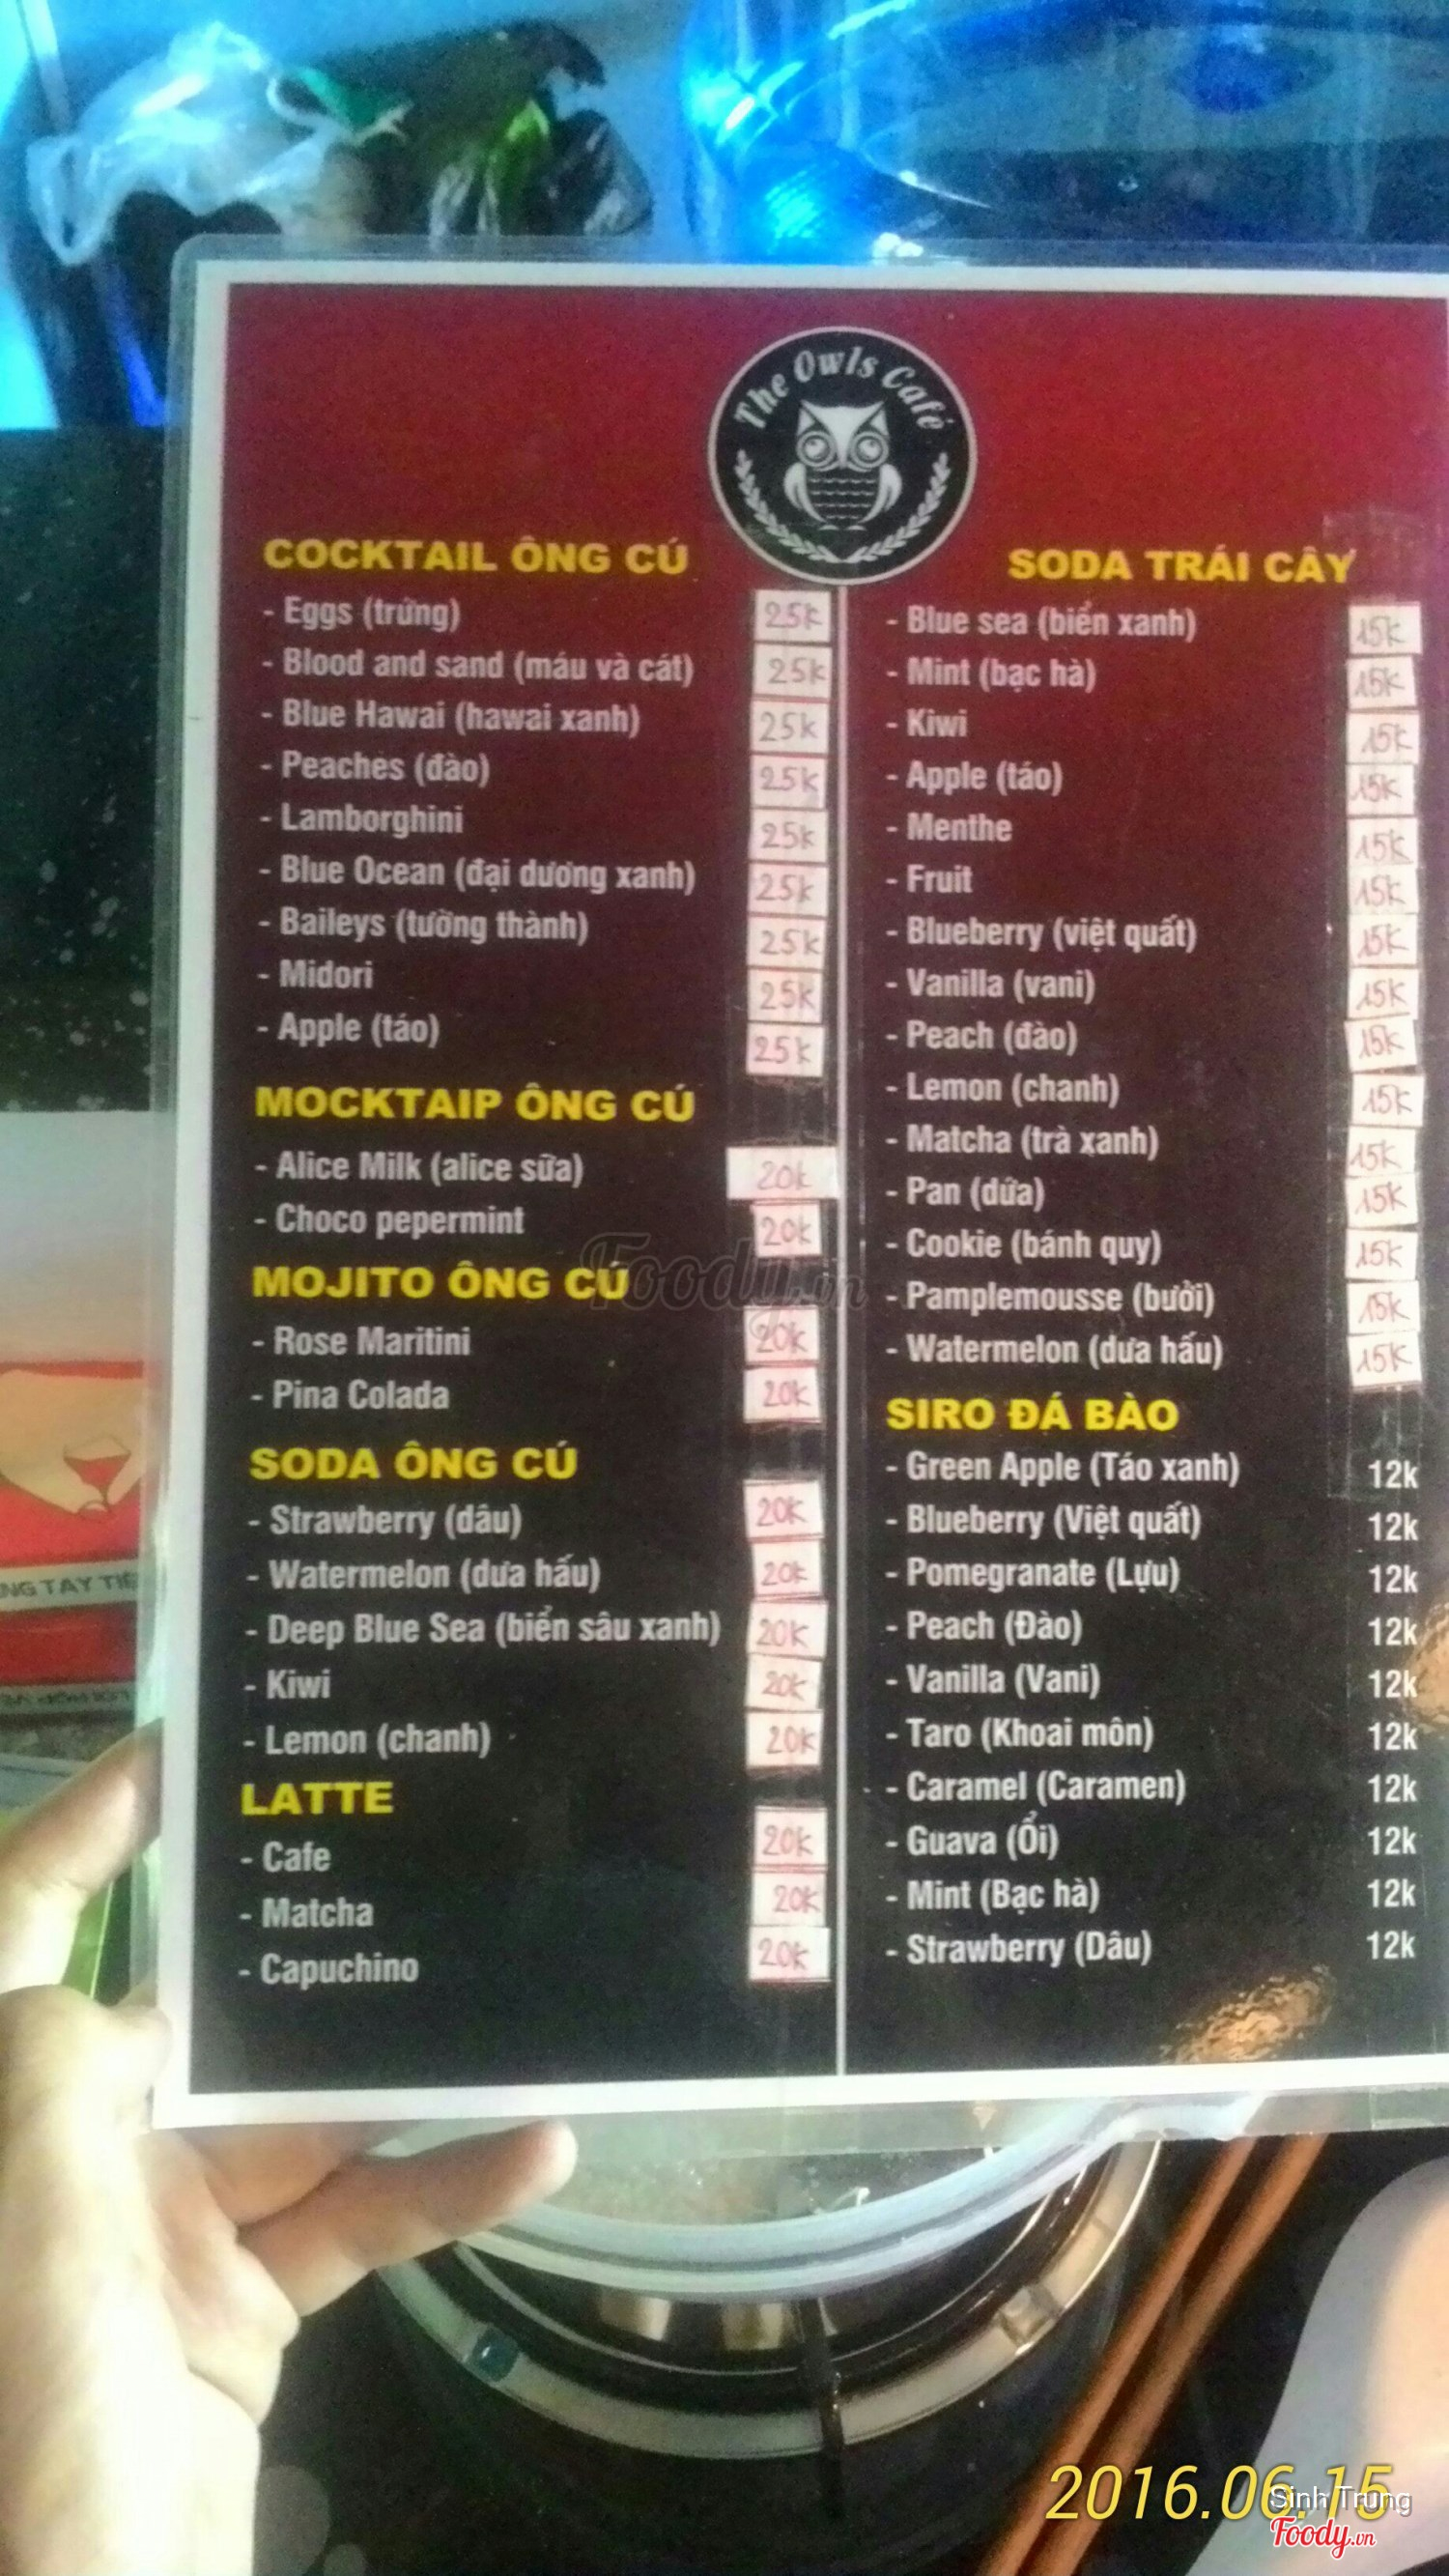 The Owls Café
COCKTAIL ÔNG CÚ
- Eggs (trứng) 25k
- Blood and sand (máu và cát) 25k
- Blue Hawai (hawai xanh) 25k
- Peaches (đào) 25k
- Lamborghini 25k
- Blue Ocean (đại dương xanh) 25k
- Baileys (tường thành) 25k
- Midori 25k
- Apple (táo) 25k
MOCKTAIP ÔNG CÚ
- Alice Milk (alice sữa) 20k
- Choco pepermint 20k
MOJITO ÔNG CÚ
- Rose Maritini 20k
- Pina Colada 20k
SODA ÔNG CÚ
- Strawberry (dâu) 20k
- Watermelon (dưa hấu) 20k
- Deep Blue Sea (biển sâu xanh) 20k
- Kiwi 20k
- Lemon (chanh) 20k
LATTE
- Cafe 20k
- Matcha 20k
- Capuchino 20k
SODA TRÁI CÂY
- Blue sea (biển xanh) 15k
- Mint (bạc hà) 15k
- Kiwi 15k
- Apple (táo) 15k
- Menthe 15k
- Fruit 15k
- Blueberry (việt quất) 15k
- Vanilla (vani) 15k
- Peach (đào) 15k
- Lemon (chanh) 15k
- Matcha (trà xanh) 15k
- Pan (dứa) 15k
- Cookie (bánh quy) 15k
- Pamplemousse (bưởi) 15k
- Watermelon (dưa hấu) 15k
SIRO ĐÁ BÀO
- Green Apple (Táo xanh) 12k
- Blueberry (Việt quất) 12k
- Pomegranate (Lựu) 12k
- Peach (Đào) 12k
- Vanilla (Vani) 12k
- Taro (Khoai môn) 12k
- Caramel (Caramen) 12k
- Guava (Ổi) 12k
- Mint (Bạc hà) 12k
- Strawberry (Dâu) 12k
Foody.vn
TAY
2016.06.15
Sinh Trung
Foody.vn